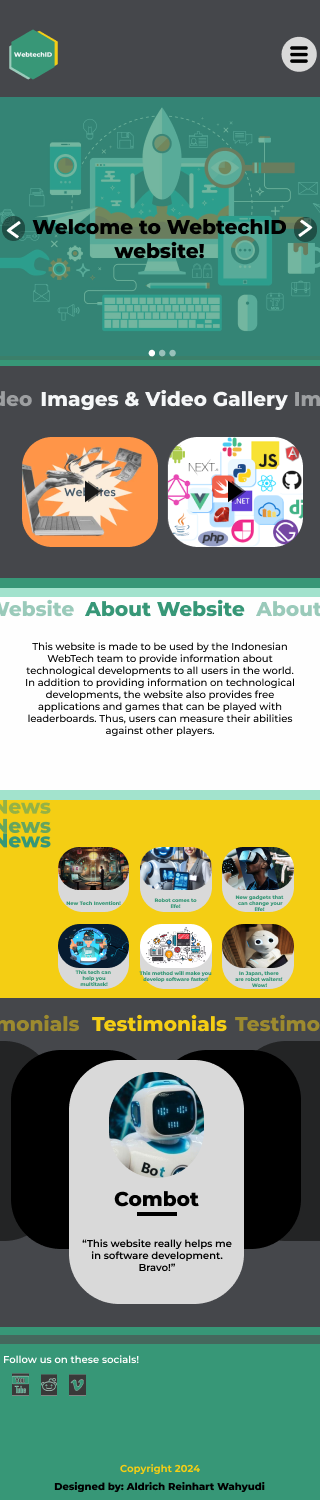 WebtechID
Welcome to WebtechID
website!
deo Images & Video Gallery Im
Websites
NEXT
JS
.NET
php
dj
Website About Website About
This website is made to be used by the Indonesian
WebTech team to provide information about
technological developments to all users in the world.
In addition to providing information on technological
developments, the website also provides free
applications and games that can be played with
leaderboards. Thus, users can measure their abilities
against other players.
News
News
News
New Tech Invention!
Robot comes to
life!
New gadgets that
can change your
life!
This tech can
help you
multitask!
This method will make you
develop software faster!
In Japan, there
are robot waiters!
Wow!
monials Testimonials Testimo
Bot
Combot
“This website really helps me
in software development.
Bravo!”
Follow us on these socials!
You
Tube
Copyright 2024
Designed by: Aldrich Reinhart Wahyudi